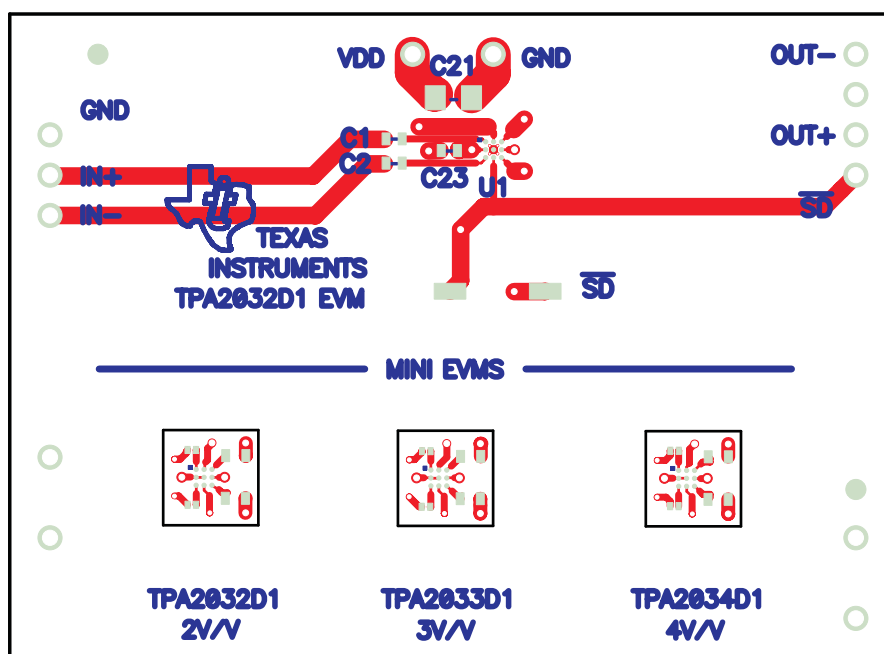 VDD
C21
GND
OUT-
GND
C1
OUT+
C2
IN+
C23
U1
IN-
SD
TEXAS
INSTRUMENTS
TPA2032D1 EVM
SD
MINI EVMS
TPA2032D1
2V/V
TPA2033D1
3V/V
TPA2034D1
4V/V